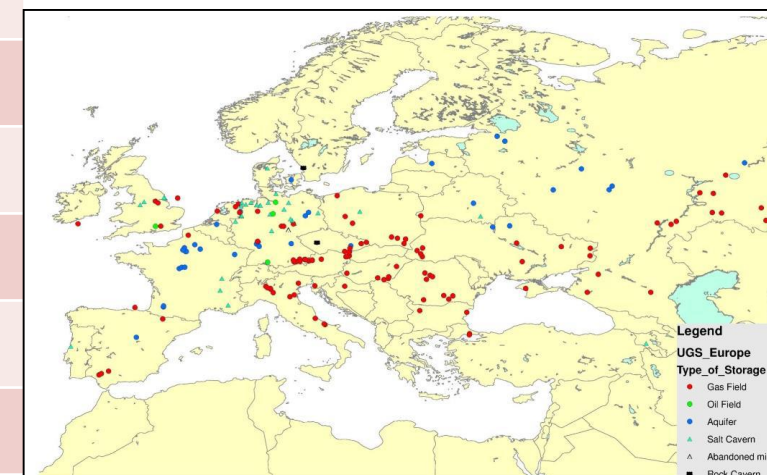 Legend
UGS_Europe
Type_of_Storage
Gas Field
Oil Field
Aquifer
Salt Cavern
Abandoned mi
Rock Cavern